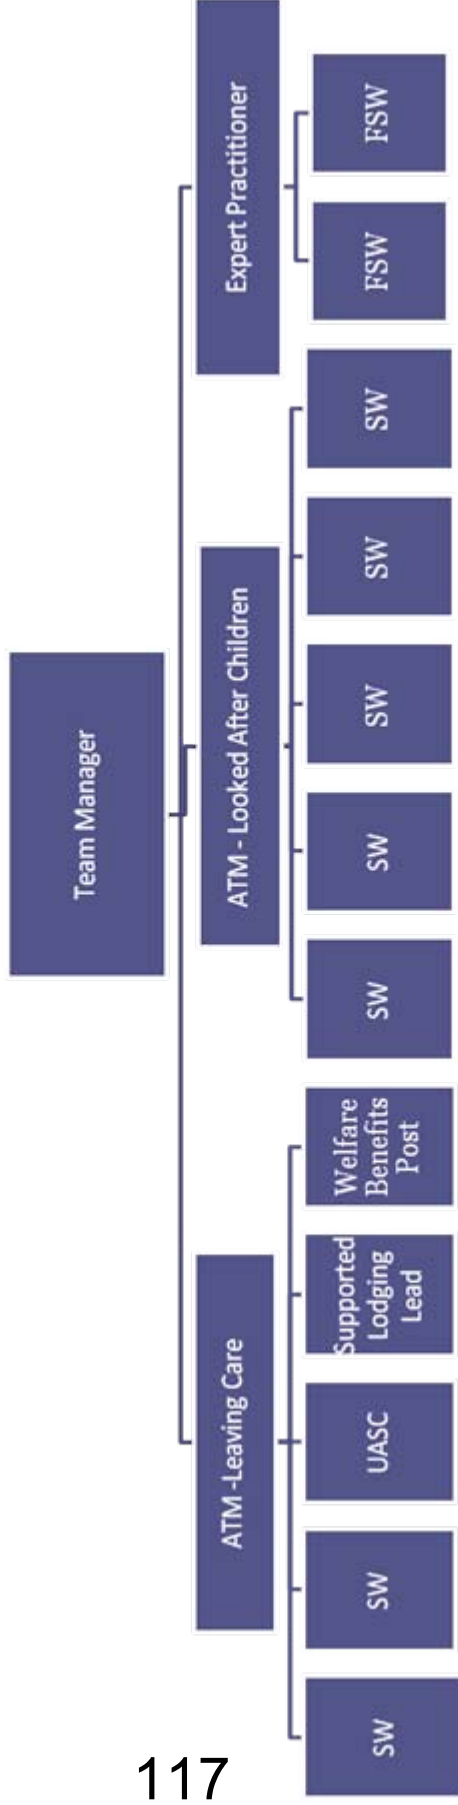 Team Manager
ATM -Leaving Care
ATM - Looked After Children
Expert Practitioner
SW
SW
UASC
Supported
Lodging
Lead
Welfare
Benefits
Post
SW
SW
SW
SW
SW
FSW
FSW
117